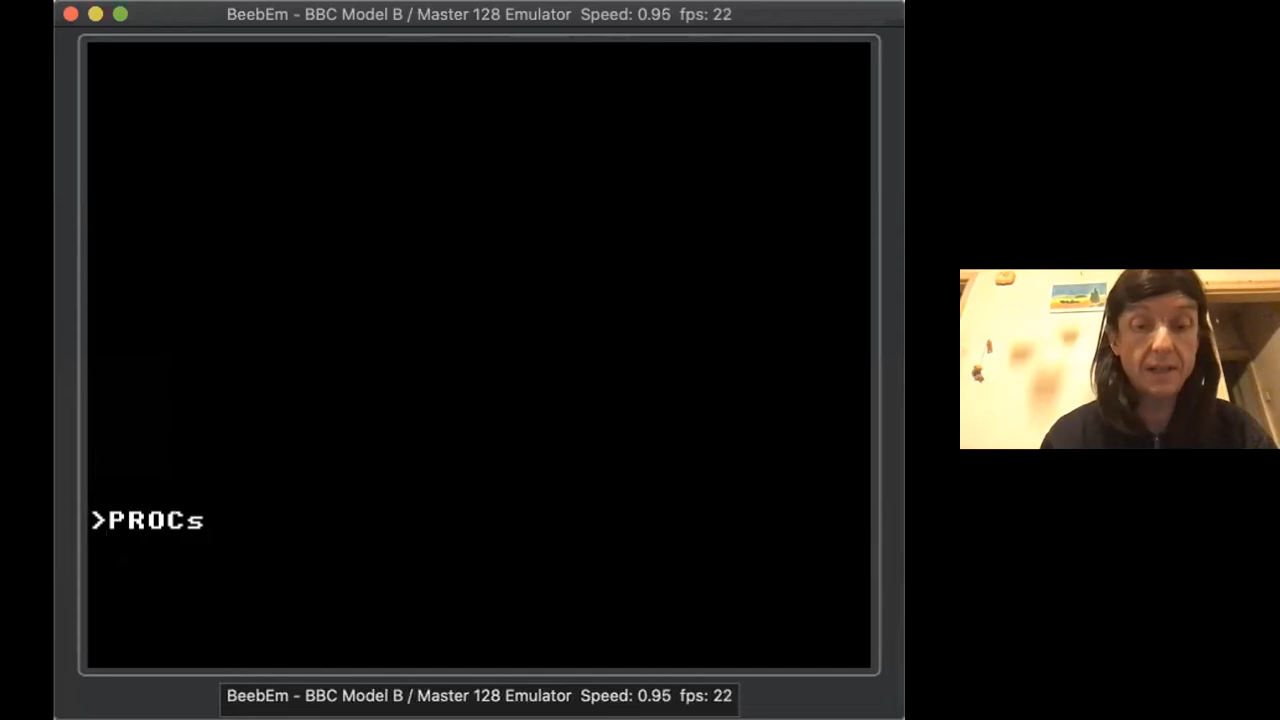 BeebEm - BBC Model B / Master 128 Emulator Speed: 0.95 fps: 22
>PROCs
BeebEm - BBC Model B / Master 128 Emulator Speed: 0.95 fps: 22